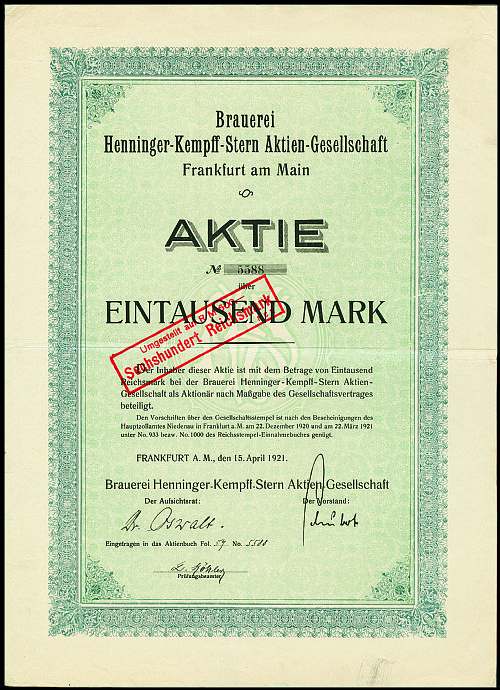 Brauerei
Henninger-Kempff-Stern Aktien-Gesellschaft
Frankfurt am Main
AKTIE
№ 5588
über
EINTAUSEND MARK
Umgestellt auf
Sechshundert Reichsmark
Der Inhaber dieser Aktie ist mit dem Betrage von Eintausend
Reichsmark bei der Brauerei Henninger-Kempff-Stern Aktien-
Gesellschaft als Aktionär nach Maßgabe des Gesellschaftsvertrages
beteiligt.
Den Vorschriften über den Gesellschaftsstempel ist nach den Bescheinigungen des
Hauptzollamtes Niedenau in Frankfurt a.M. am 22. Dezember 1920 und am 22. März 1921
unter No. 933 bezw. No. 1000 des Reichsstempel-Einnahmebuches genügt.
FRANKFURT A. M., den 15. April 1921.
Brauerei Henninger-Kempff-Stern Aktien-Gesellschaft
Der Aufsichtsrat: Der Vorstand:
Dr. Oswalt.
Eingetragen in das Aktienbuch Fol. 59 No. 5588
Prüfungsbeamter